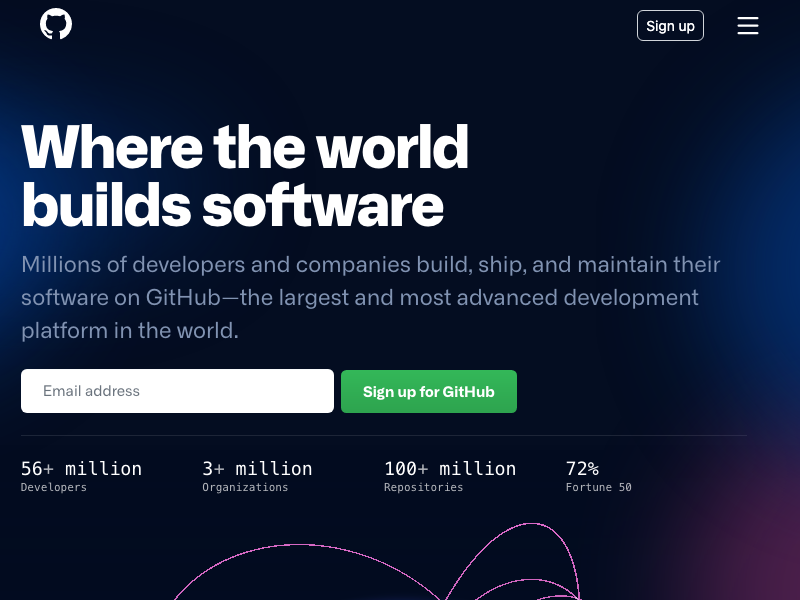 Sign up
Where the world
builds software
Millions of developers and companies build, ship, and maintain their
software on GitHub—the largest and most advanced development
platform in the world.
Email address
Sign up for GitHub
56+ million
Developers
3+ million
Organizations
100+ million
Repositories
72%
Fortune 50